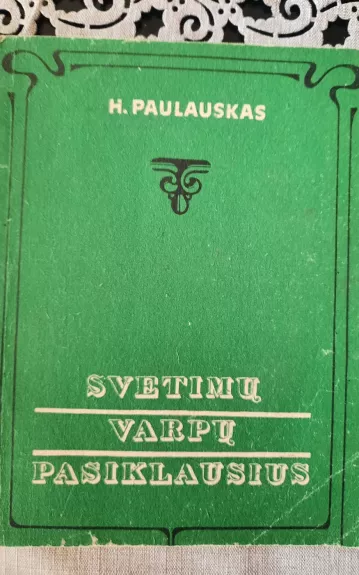 H. PAULAUSKAS
SVETIMŲ
VARPŲ
PASIKLAUSIUS